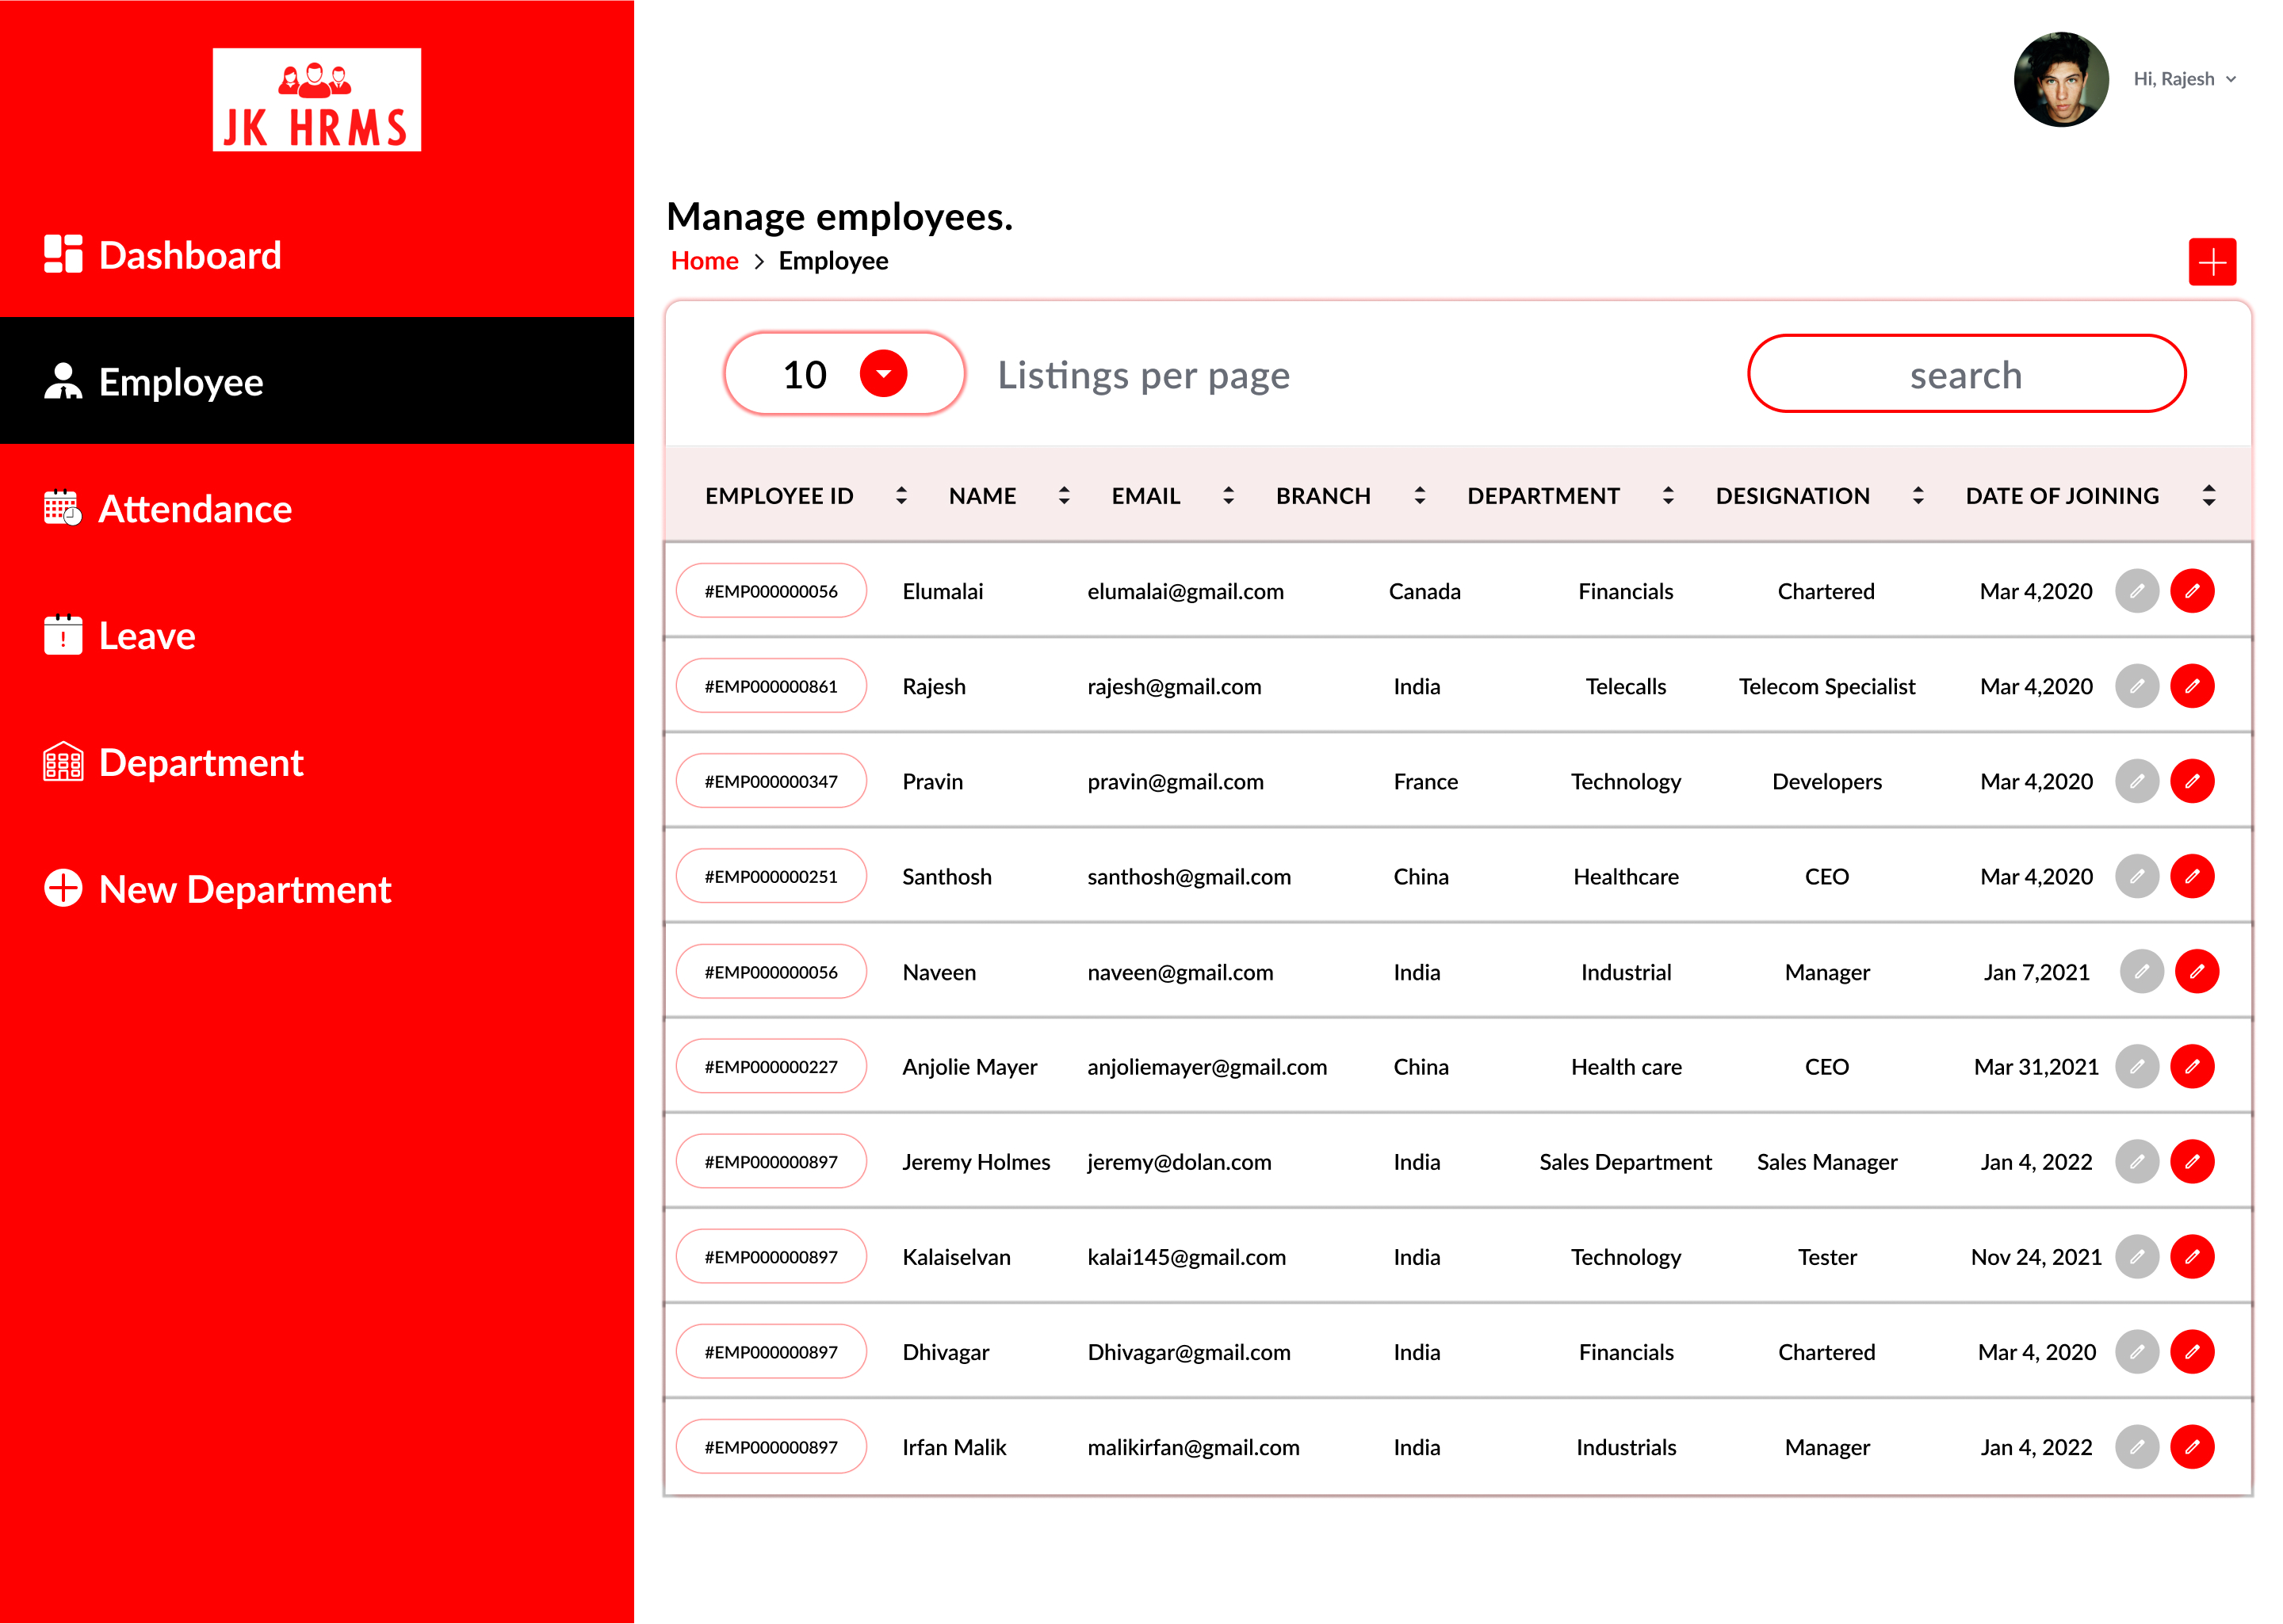 JK HRMS
Hi, Rajesh
Dashboard
Employee
Attendance
Leave
Department
New Department
Manage employees.
Home > Employee
10 Listings per page search
EMPLOYEE ID NAME EMAIL BRANCH DEPARTMENT DESIGNATION DATE OF JOINING
#EMP000000056 Elumalai elumalai@gmail.com Canada Financials Chartered Mar 4,2020
#EMP000000861 Rajesh rajesh@gmail.com India Telecalls Telecom Specialist Mar 4,2020
#EMP000000347 Pravin pravin@gmail.com France Technology Developers Mar 4,2020
#EMP000000251 Santhosh santhosh@gmail.com China Healthcare CEO Mar 4,2020
#EMP000000056 Naveen naveen@gmail.com India Industrial Manager Jan 7,2021
#EMP000000227 Anjolie Mayer anjoliemayer@gmail.com China Health care CEO Mar 31,2021
#EMP000000897 Jeremy Holmes jeremy@dolan.com India Sales Department Sales Manager Jan 4, 2022
#EMP000000897 Kalaiselvan kalai145@gmail.com India Technology Tester Nov 24, 2021
#EMP000000897 Dhivagar Dhivagar@gmail.com India Financials Chartered Mar 4, 2020
#EMP000000897 Irfan Malik malikirfan@gmail.com India Industrials Manager Jan 4, 2022